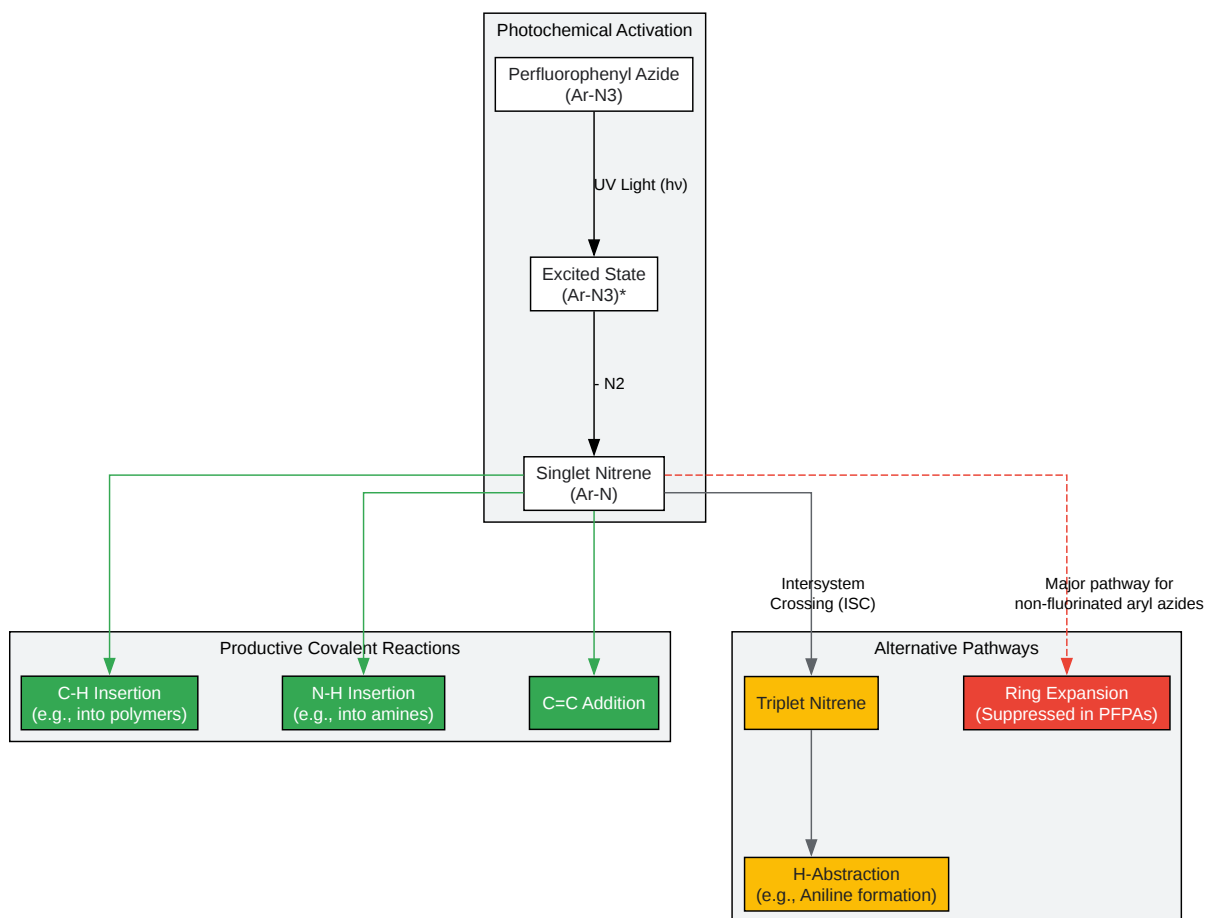 Photochemical Activation
Perfluorophenyl Azide
(Ar-N3)
UV Light (hν)
Excited State
(Ar-N3)*
- N2
Singlet Nitrene
(Ar-N)
Intersystem
Crossing (ISC)
Major pathway for
non-fluorinated aryl azides
Productive Covalent Reactions
C-H Insertion
(e.g., into polymers)
N-H Insertion
(e.g., into amines)
C=C Addition
Alternative Pathways
Triplet Nitrene
Ring Expansion
(Suppressed in PFPAs)
H-Abstraction
(e.g., Aniline formation)